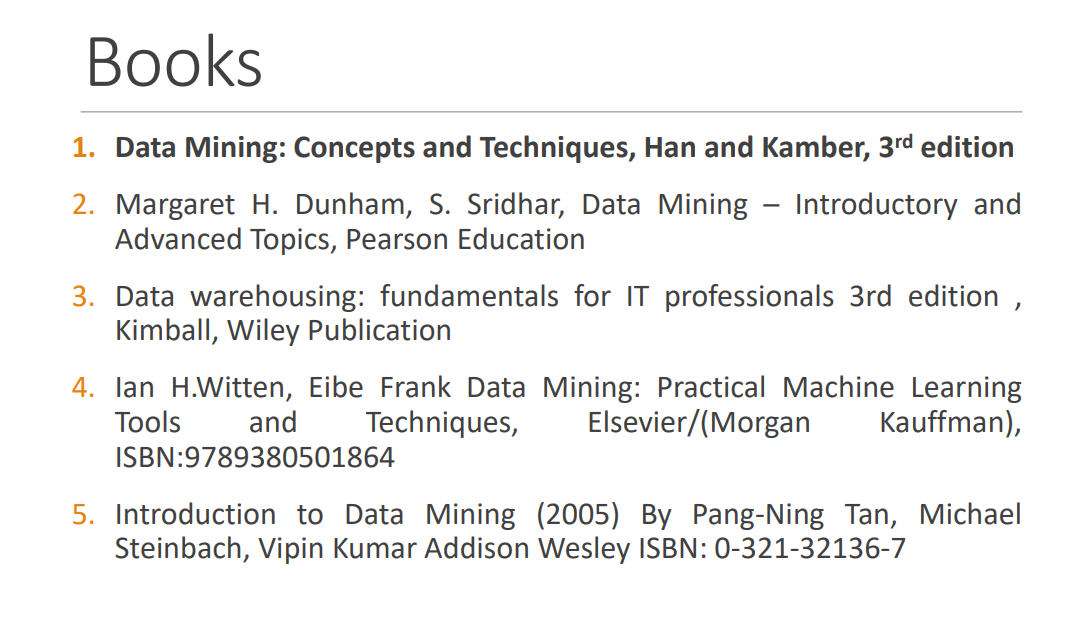 Books
1. Data Mining: Concepts and Techniques, Han and Kamber, 3rd edition
2. Margaret H. Dunham, S. Sridhar, Data Mining – Introductory and
Advanced Topics, Pearson Education
3. Data warehousing: fundamentals for IT professionals 3rd edition ,
Kimball, Wiley Publication
4. Ian H.Witten, Eibe Frank Data Mining: Practical Machine Learning
Tools and Techniques, Elsevier/(Morgan Kauffman),
ISBN:9789380501864
5. Introduction to Data Mining (2005) By Pang-Ning Tan, Michael
Steinbach, Vipin Kumar Addison Wesley ISBN: 0-321-32136-7